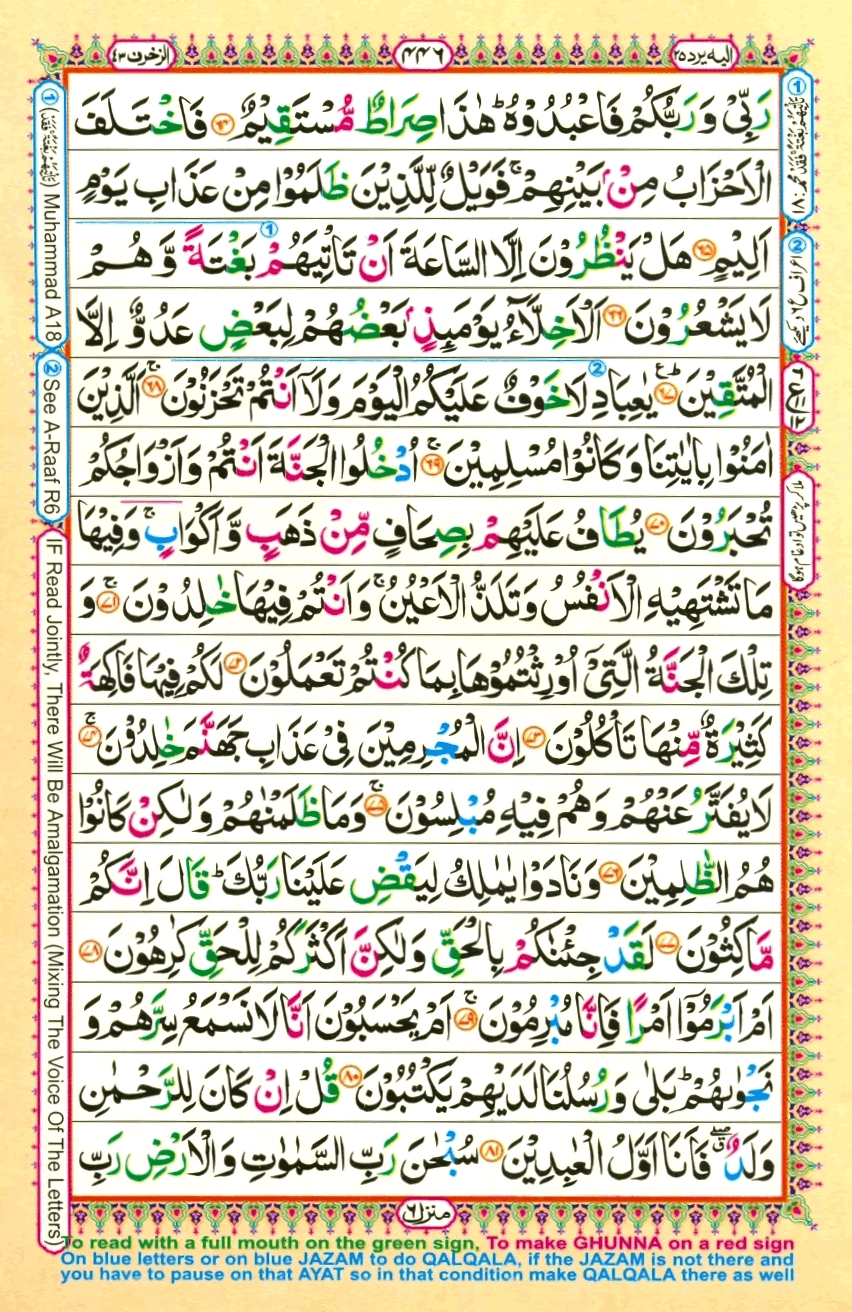 الزخرف ٤٣
٤٤٦
اليه يرد ٢٥
رَبِّىۡ وَرَبُّكُمۡ فَاعۡبُدُوۡهُ‌ ؕ هٰذَا صِرَاطٌ مُّسۡتَقِيۡمٌ ﴿۶۴﴾ فَاخۡتَلَفَ
الۡاَحۡزَابُ مِنۡۢ بَيۡنِهِمۡ‌ ۚ فَوَيۡلٌ لِّلَّذِيۡنَ ظَلَمُوۡا مِنۡ عَذَابِ يَوۡمٍ
اَلِيۡمٍ ﴿۶۵﴾ هَلۡ يَنۡظُرُوۡنَ اِلَّا السَّاعَةَ اَنۡ تَاۡتِيَهُمۡ بَغۡتَةً وَّهُمۡ
لَا يَشۡعُرُوۡنَ ﴿۶۶﴾ اَلۡاَخِلَّاۤءُ يَوۡمَئِذٍۢ بَعۡضُهُمۡ لِبَعۡضٍ عَدُوٌّ اِلَّا
الۡمُتَّقِيۡنَ ؕ ﴿۶۷﴾ يٰعِبَادِ لَا خَوۡفٌ عَلَيۡكُمُ الۡيَوۡمَ وَلَاۤ اَنۡتُمۡ تَحۡزَنُوۡنَ‌ ۚ ﴿۶۸﴾ اَلَّذِيۡنَ
اٰمَنُوۡا بِاٰيٰتِنَا وَكَانُوۡا مُسۡلِمِيۡنَ‌ ۚ ﴿۶۹﴾ اُدۡخُلُوا الۡجَنَّةَ اَنۡتُمۡ وَاَزۡوَاجُكُمۡ
تُحۡبَرُوۡنَ ﴿۷۰﴾ يُطَافُ عَلَيۡهِمۡ بِصِحَافٍ مِّنۡ ذَهَبٍ وَّاَكۡوَابٍ‌ ۚ وَفِيۡهَا
مَا تَشۡتَهِيۡهِ الۡاَنۡفُسُ وَتَلَذُّ الۡاَعۡيُنُ‌ ۚ وَاَنۡتُمۡ فِيۡهَا خٰلِدُوۡنَ‌ ۚ ﴿۷۱﴾ وَ
تِلۡكَ الۡجَنَّةُ الَّتِىۡۤ اُوۡرِثۡتُمُوۡهَا بِمَا كُنۡتُمۡ تَعۡمَلُوۡنَ ﴿۷۲﴾ لَكُمۡ فِيۡهَا فَاكِهَةٌ
كَثِيۡرَةٌ مِّنۡهَا تَاۡكُلُوۡنَ ﴿۷۳﴾ اِنَّ الۡمُجۡرِمِيۡنَ فِىۡ عَذَابِ جَهَنَّمَ خٰلِدُوۡنَ‌ ۚ ﴿۷۴﴾
لَا يُفَتَّرُ عَنۡهُمۡ وَهُمۡ فِيۡهِ مُبۡلِسُوۡنَ‌ ۚ ﴿۷۵﴾ وَمَا ظَلَمۡنٰهُمۡ وَلٰـكِنۡ كَانُوۡا
هُمُ الظّٰلِمِيۡنَ ﴿۷۶﴾ وَنَادَوۡا يٰمٰلِكُ لِيَقۡضِ عَلَيۡنَا رَبُّكَ‌ ؕ قَالَ اِنَّكُمۡ
مّٰكِثُوۡنَ ﴿۷۷﴾ لَقَدۡ جِئۡنٰكُمۡ بِالۡحَقِّ وَلٰـكِنَّ اَكۡثَرَكُمۡ لِلۡحَقِّ كٰرِهُوۡنَ ﴿۷۸﴾
اَمۡ اَبۡرَمُوۡۤا اَمۡرًا فَاِنَّا مُبۡرِمُوۡنَ‌ ۚ ﴿۷۹﴾ اَمۡ يَحۡسَبُوۡنَ اَنَّا لَا نَسۡمَعُ سِرَّهُمۡ وَ
نَجۡوٰٮهُمۡ‌ ؕ بَلٰى وَرُسُلُنَا لَدَيۡهِمۡ يَكۡتُبُوۡنَ ﴿۸۰﴾ قُلۡ اِنۡ كَانَ لِلرَّحۡمٰنِ
وَلَدٌ ۖ فَاَنَا اَوَّلُ الۡعٰبِدِيۡنَ ﴿۸۱﴾ سُبۡحٰنَ رَبِّ السَّمٰوٰتِ وَالۡاَرۡضِ رَبِّ
منزل ٦
① Muhammad A18
② See A-Raaf R6
IF Read Jointly, There Will Be Amalgamation (Mixing The Voice Of The Letters)
To read with a full mouth on the green sign, To make GHUNNA on a red sign
On blue letters or on blue JAZAM to do QALQALA, if the JAZAM is not there and
you have to pause on that AYAT so in that condition make QALQALA there as well